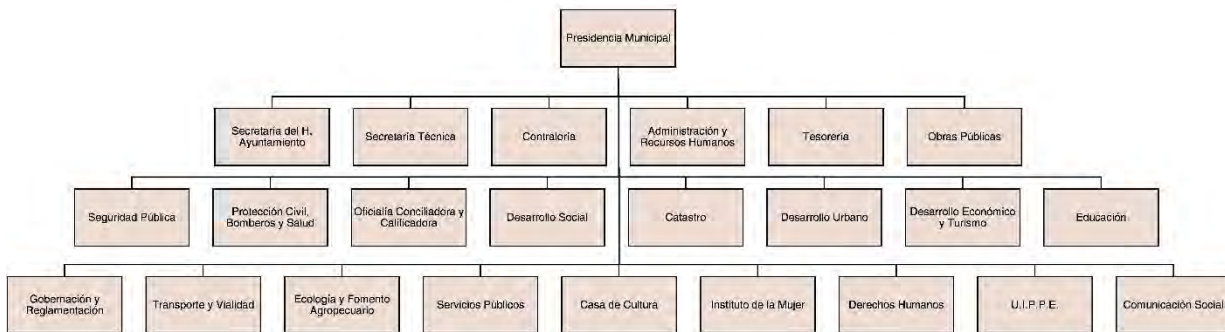 Presidencia Municipal
Secretaría del H.
Ayuntamiento
Secretaría Técnica
Contraloría
Administración y
Recursos Humanos
Tesorería
Obras Públicas
Seguridad Pública
Protección Civil,
Bomberos y Salud
Oficialía Conciliadora y
Calificadora
Desarrollo Social
Catastro
Desarrollo Urbano
Desarrollo Económico
y Turismo
Educación
Gobernación y
Reglamentación
Transporte y Vialidad
Ecología y Fomento
Agropecuario
Servicios Públicos
Casa de Cultura
Instituto de la Mujer
Derechos Humanos
U.I.P.P.E.
Comunicación Social